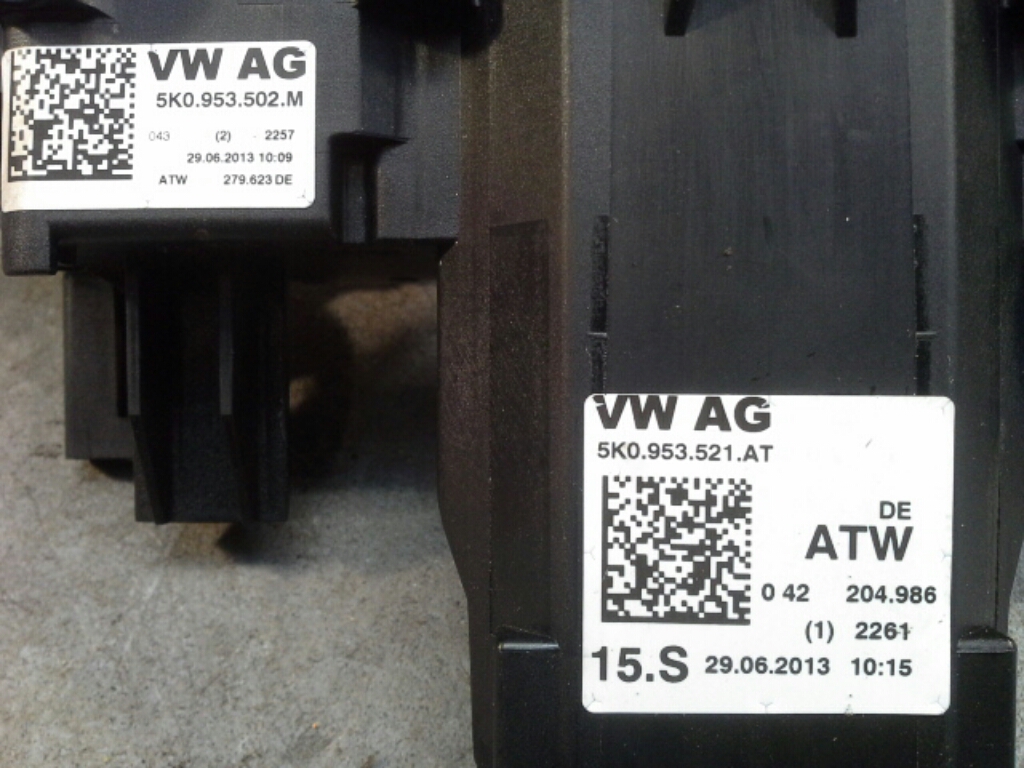 VW AG
5K0.953.502.M
043 (2) 2257
29.06.2013 10:09
ATW 279.623 DE
VW AG
5K0.953.521.AT
DE
ATW
0 42 204.986
(1) 2261
15.S 29.06.2013 10:15